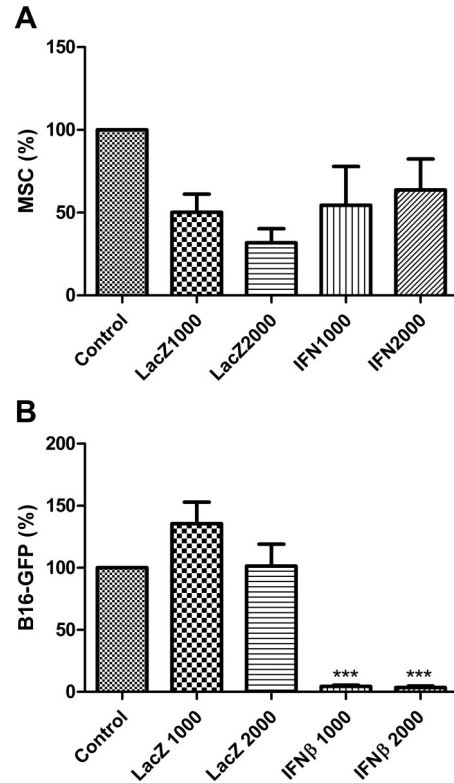 A
150
100
50
0
MSC (%)
Control
LacZ1000
LacZ2000
IFN1000
IFN2000
B
200
150
100
50
0
B16-GFP (%)
*** ***
Control
LacZ 1000
LacZ 2000
IFNβ 1000
IFNβ 2000